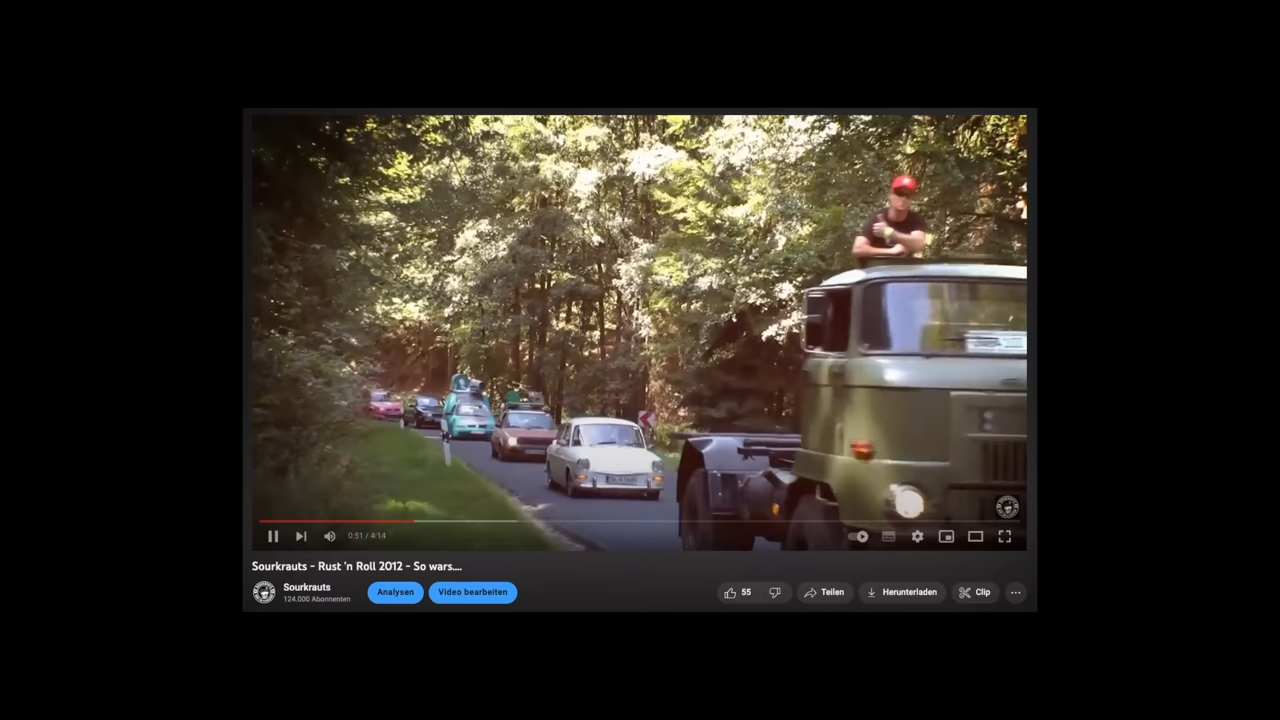 0:51 / 4:14
Sourkrauts - Rust 'n Roll 2012 - So wars....
Sourkrauts
124.000 Abonnenten
Analysen
Video bearbeiten
55
Teilen
Herunterladen
Clip